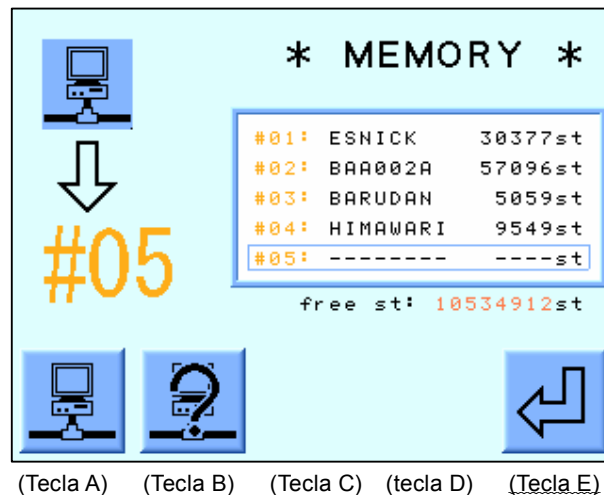 * MEMORY *
#01: ESNICK 30377st
#02: BAA002A 57096st
#03: BARUDAN 5059st
#04: HIMAWARI 9549st
#05: -------- ----st
#05
free st: 10534912st
?
(Tecla A) (Tecla B) (Tecla C) (tecla D) (Tecla E)